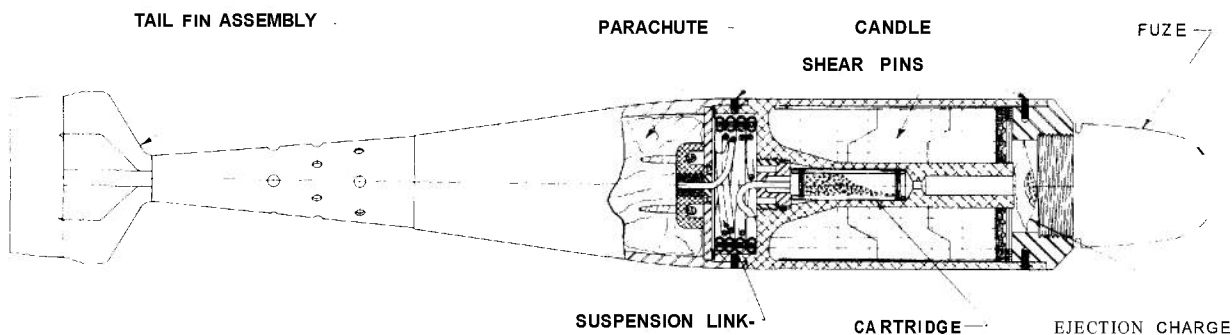 TAIL FIN ASSEMBLY
PARACHUTE
CANDLE
FUZE
SHEAR PINS
SUSPENSION LINK
CARTRIDGE
EJECTION CHARGE